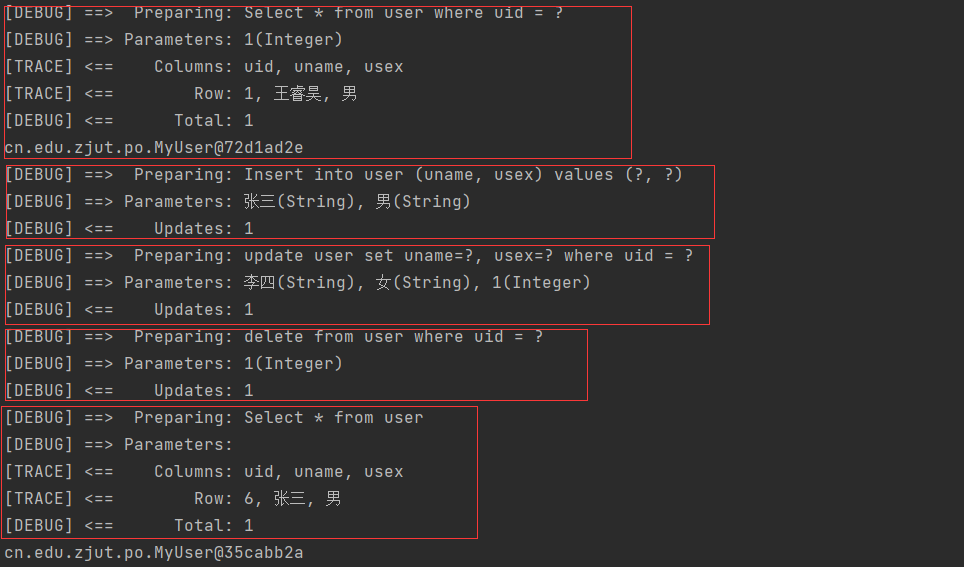 [DEBUG] ==>  Preparing: Select * from user where uid = ?
[DEBUG] ==> Parameters: 1(Integer)
[TRACE] <==    Columns: uid, uname, usex
[TRACE] <==        Row: 1, 王睿昊, 男
[DEBUG] <==      Total: 1
cn.edu.zjut.po.MyUser@72d1ad2e
[DEBUG] ==>  Preparing: Insert into user (uname, usex) values (?, ?)
[DEBUG] ==> Parameters: 张三(String), 男(String)
[DEBUG] <==    Updates: 1
[DEBUG] ==>  Preparing: update user set uname=?, usex=? where uid = ?
[DEBUG] ==> Parameters: 李四(String), 女(String), 1(Integer)
[DEBUG] <==    Updates: 1
[DEBUG] ==>  Preparing: delete from user where uid = ?
[DEBUG] ==> Parameters: 1(Integer)
[DEBUG] <==    Updates: 1
[DEBUG] ==>  Preparing: Select * from user
[DEBUG] ==> Parameters:
[TRACE] <==    Columns: uid, uname, usex
[TRACE] <==        Row: 6, 张三, 男
[DEBUG] <==      Total: 1
cn.edu.zjut.po.MyUser@35cabb2a